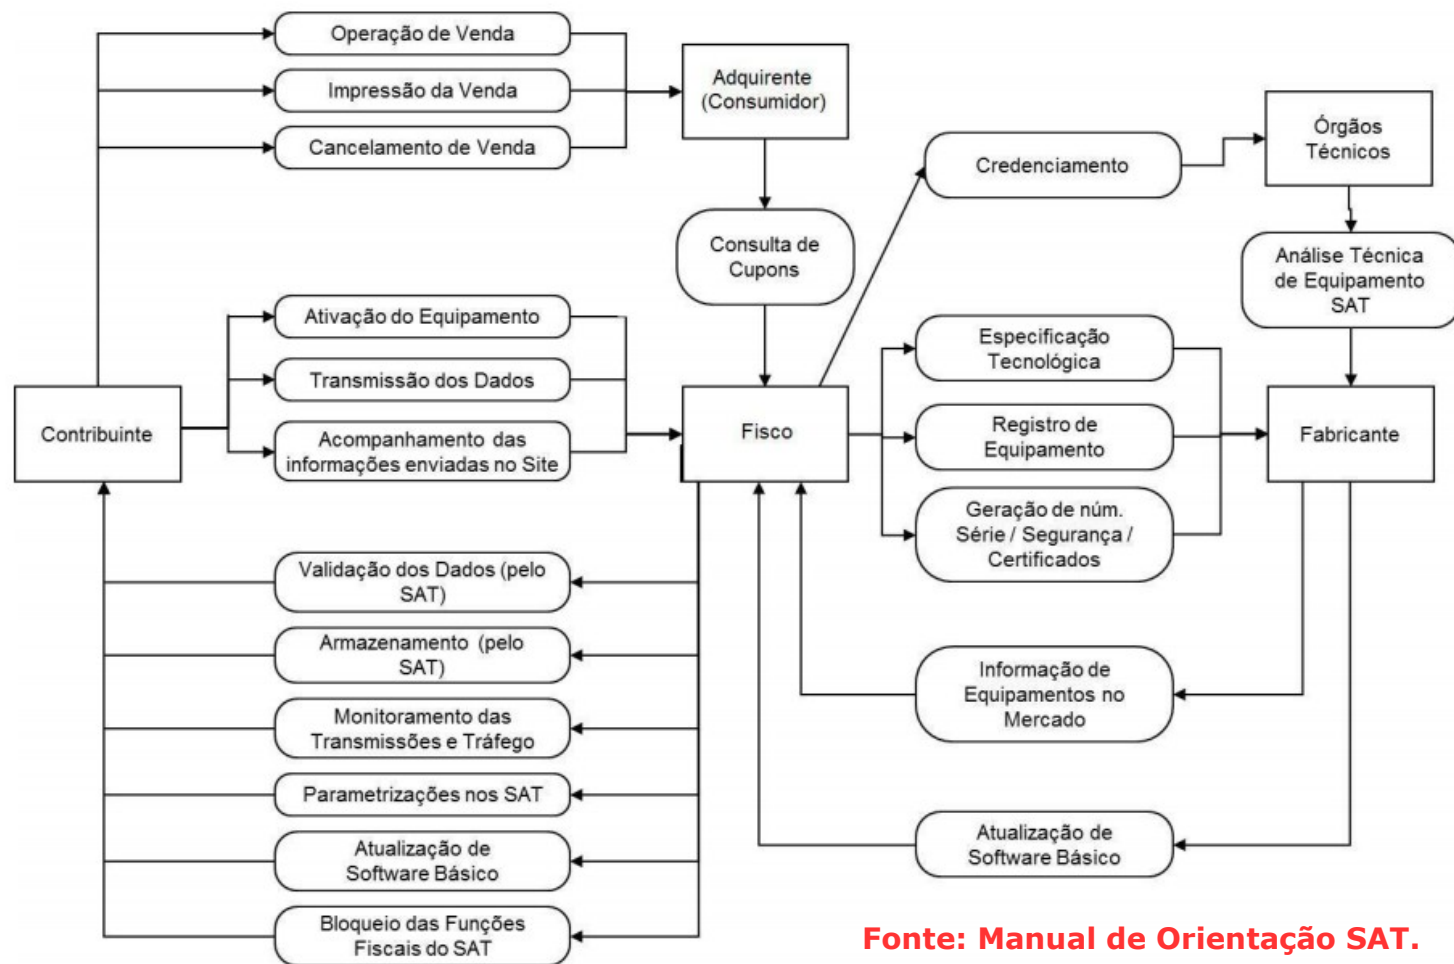 Operação de Venda
Impressão da Venda
Cancelamento de Venda
Adquirente
(Consumidor)
Credenciamento
Órgãos
Técnicos
Consulta de
Cupons
Análise Técnica
de Equipamento
SAT
Ativação do Equipamento
Transmissão dos Dados
Acompanhamento das
informações enviadas no Site
Contribuinte
Fisco
Especificação
Tecnológica
Registro de
Equipamento
Geração de núm.
Série / Segurança /
Certificados
Fabricante
Validação dos Dados (pelo
SAT)
Armazenamento (pelo
SAT)
Monitoramento das
Transmissões e Tráfego
Parametrizações nos SAT
Atualização de
Software Básico
Bloqueio das Funções
Fiscais do SAT
Informação de
Equipamentos no
Mercado
Atualização de
Software Básico
Fonte: Manual de Orientação SAT.